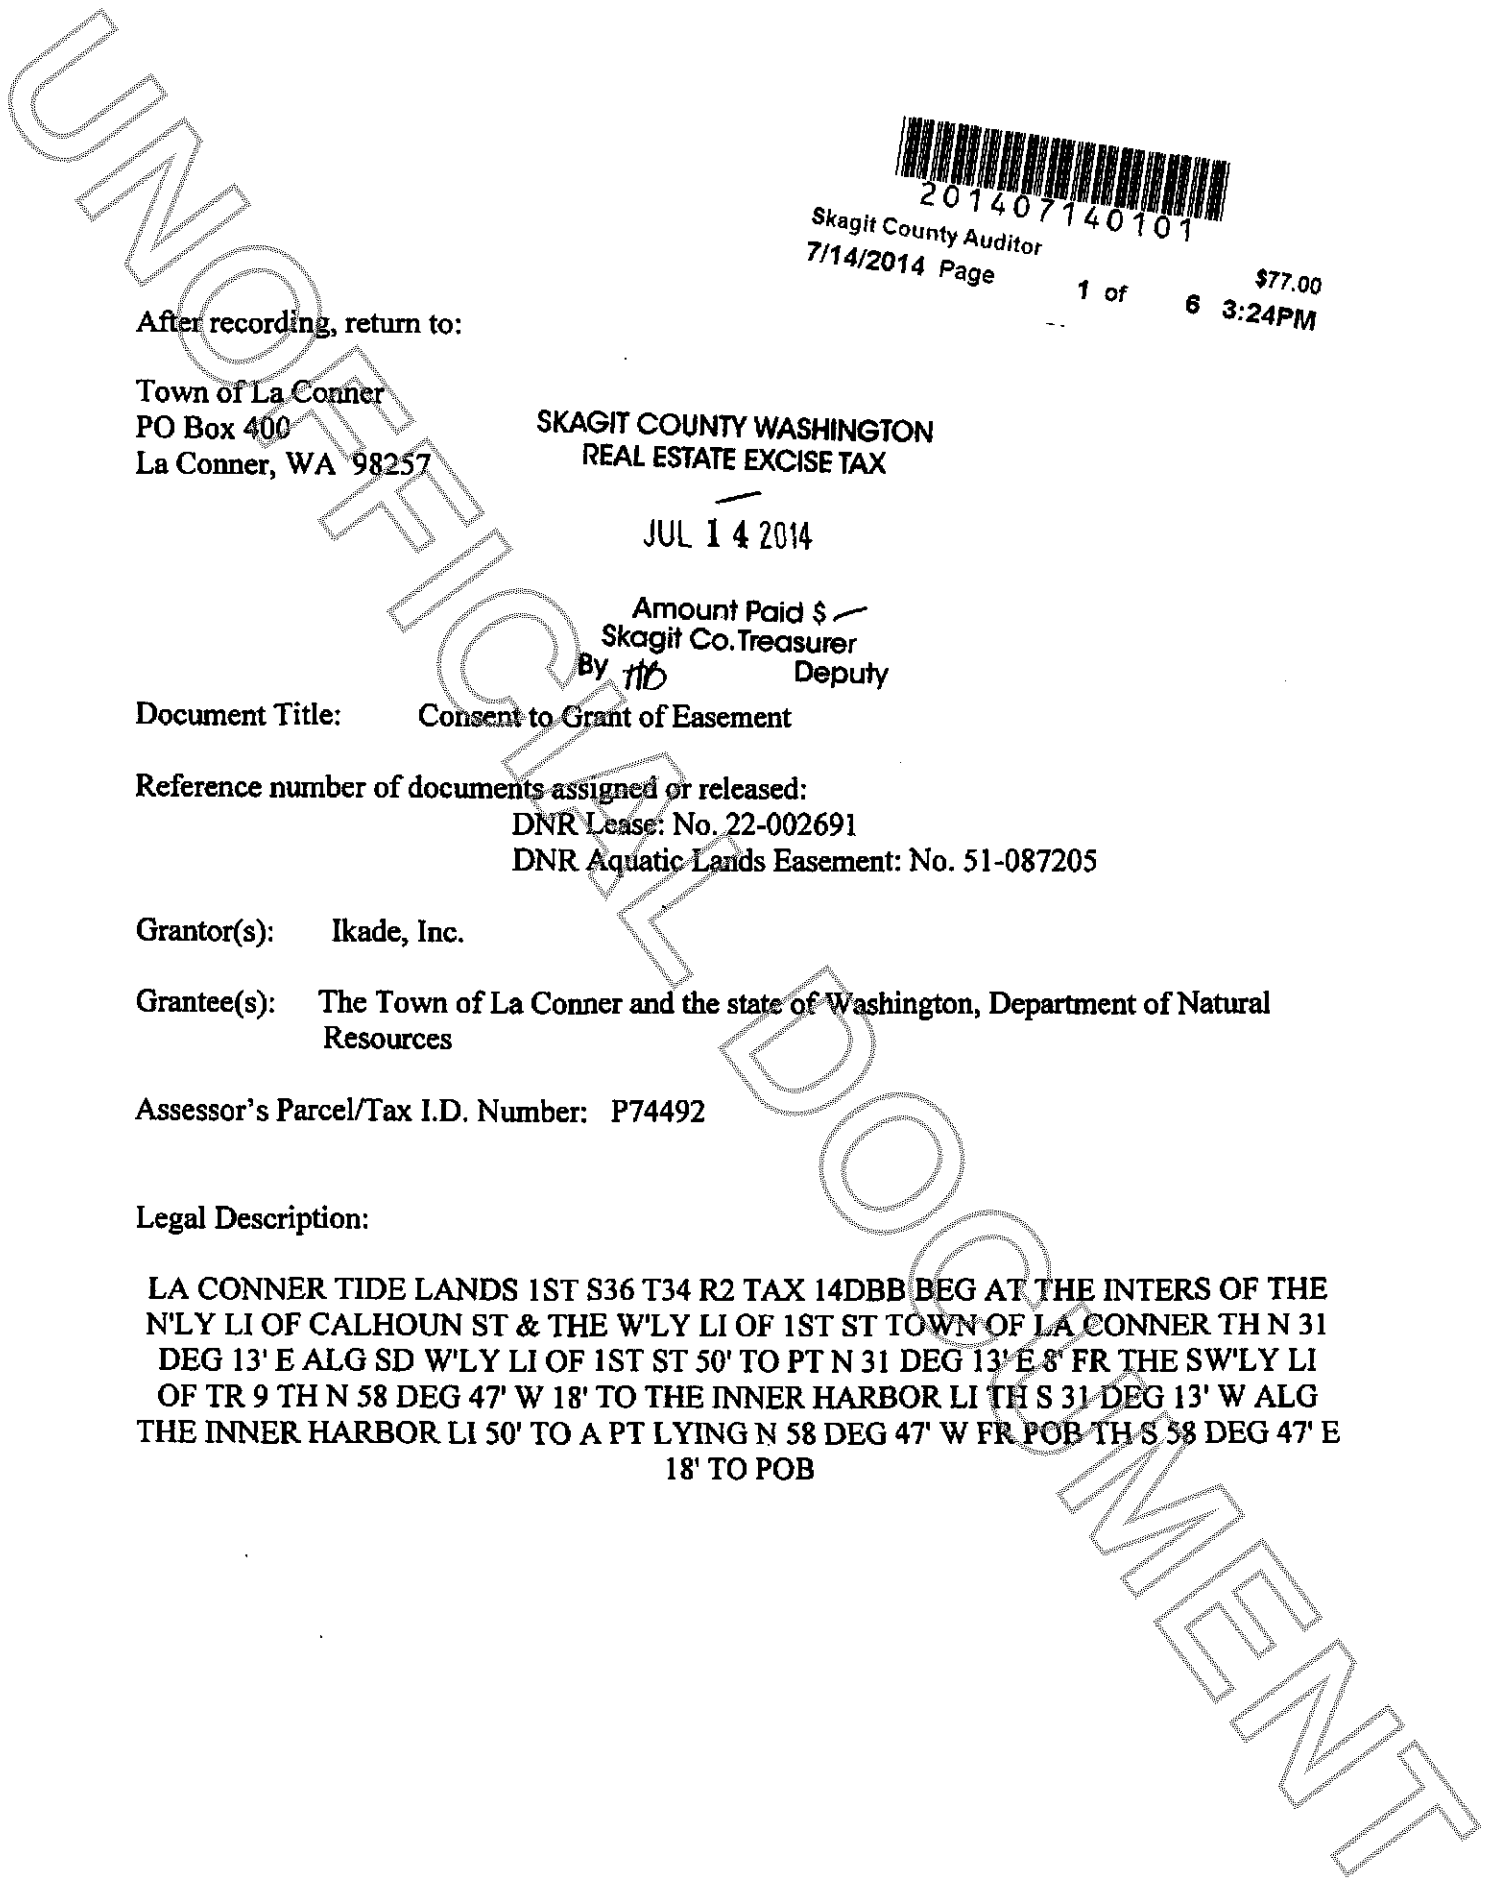 201407140101
Skagit County Auditor $77.00
7/14/2014 Page 1 of 6 3:24PM
After recording, return to:
Town of La Conner
PO Box 400
La Conner, WA 98257
SKAGIT COUNTY WASHINGTON
REAL ESTATE EXCISE TAX
JUL 14 2014
Amount Paid $ —
Skagit Co. Treasurer
By Deputy
Document Title: Consent to Grant of Easement
Reference number of documents assigned or released:
DNR Lease: No. 22-002691
DNR Aquatic Lands Easement: No. 51-087205
Grantor(s): Ikade, Inc.
Grantee(s): The Town of La Conner and the state of Washington, Department of Natural
Resources
Assessor's Parcel/Tax I.D. Number: P74492
Legal Description:
LA CONNER TIDE LANDS 1ST S36 T34 R2 TAX 14DBB BEG AT THE INTERS OF THE
N'LY LI OF CALHOUN ST & THE W'LY LI OF 1ST ST TOWN OF LA CONNER TH N 31
DEG 13' E ALG SD W'LY LI OF 1ST ST 50' TO PT N 31 DEG 13' E 8' FR THE SW'LY LI
OF TR 9 TH N 58 DEG 47' W 18' TO THE INNER HARBOR LI TH S 31 DEG 13' W ALG
THE INNER HARBOR LI 50' TO A PT LYING N 58 DEG 47' W FR POB TH S 58 DEG 47' E
18' TO POB
UNOFFICIAL DOCUMENT